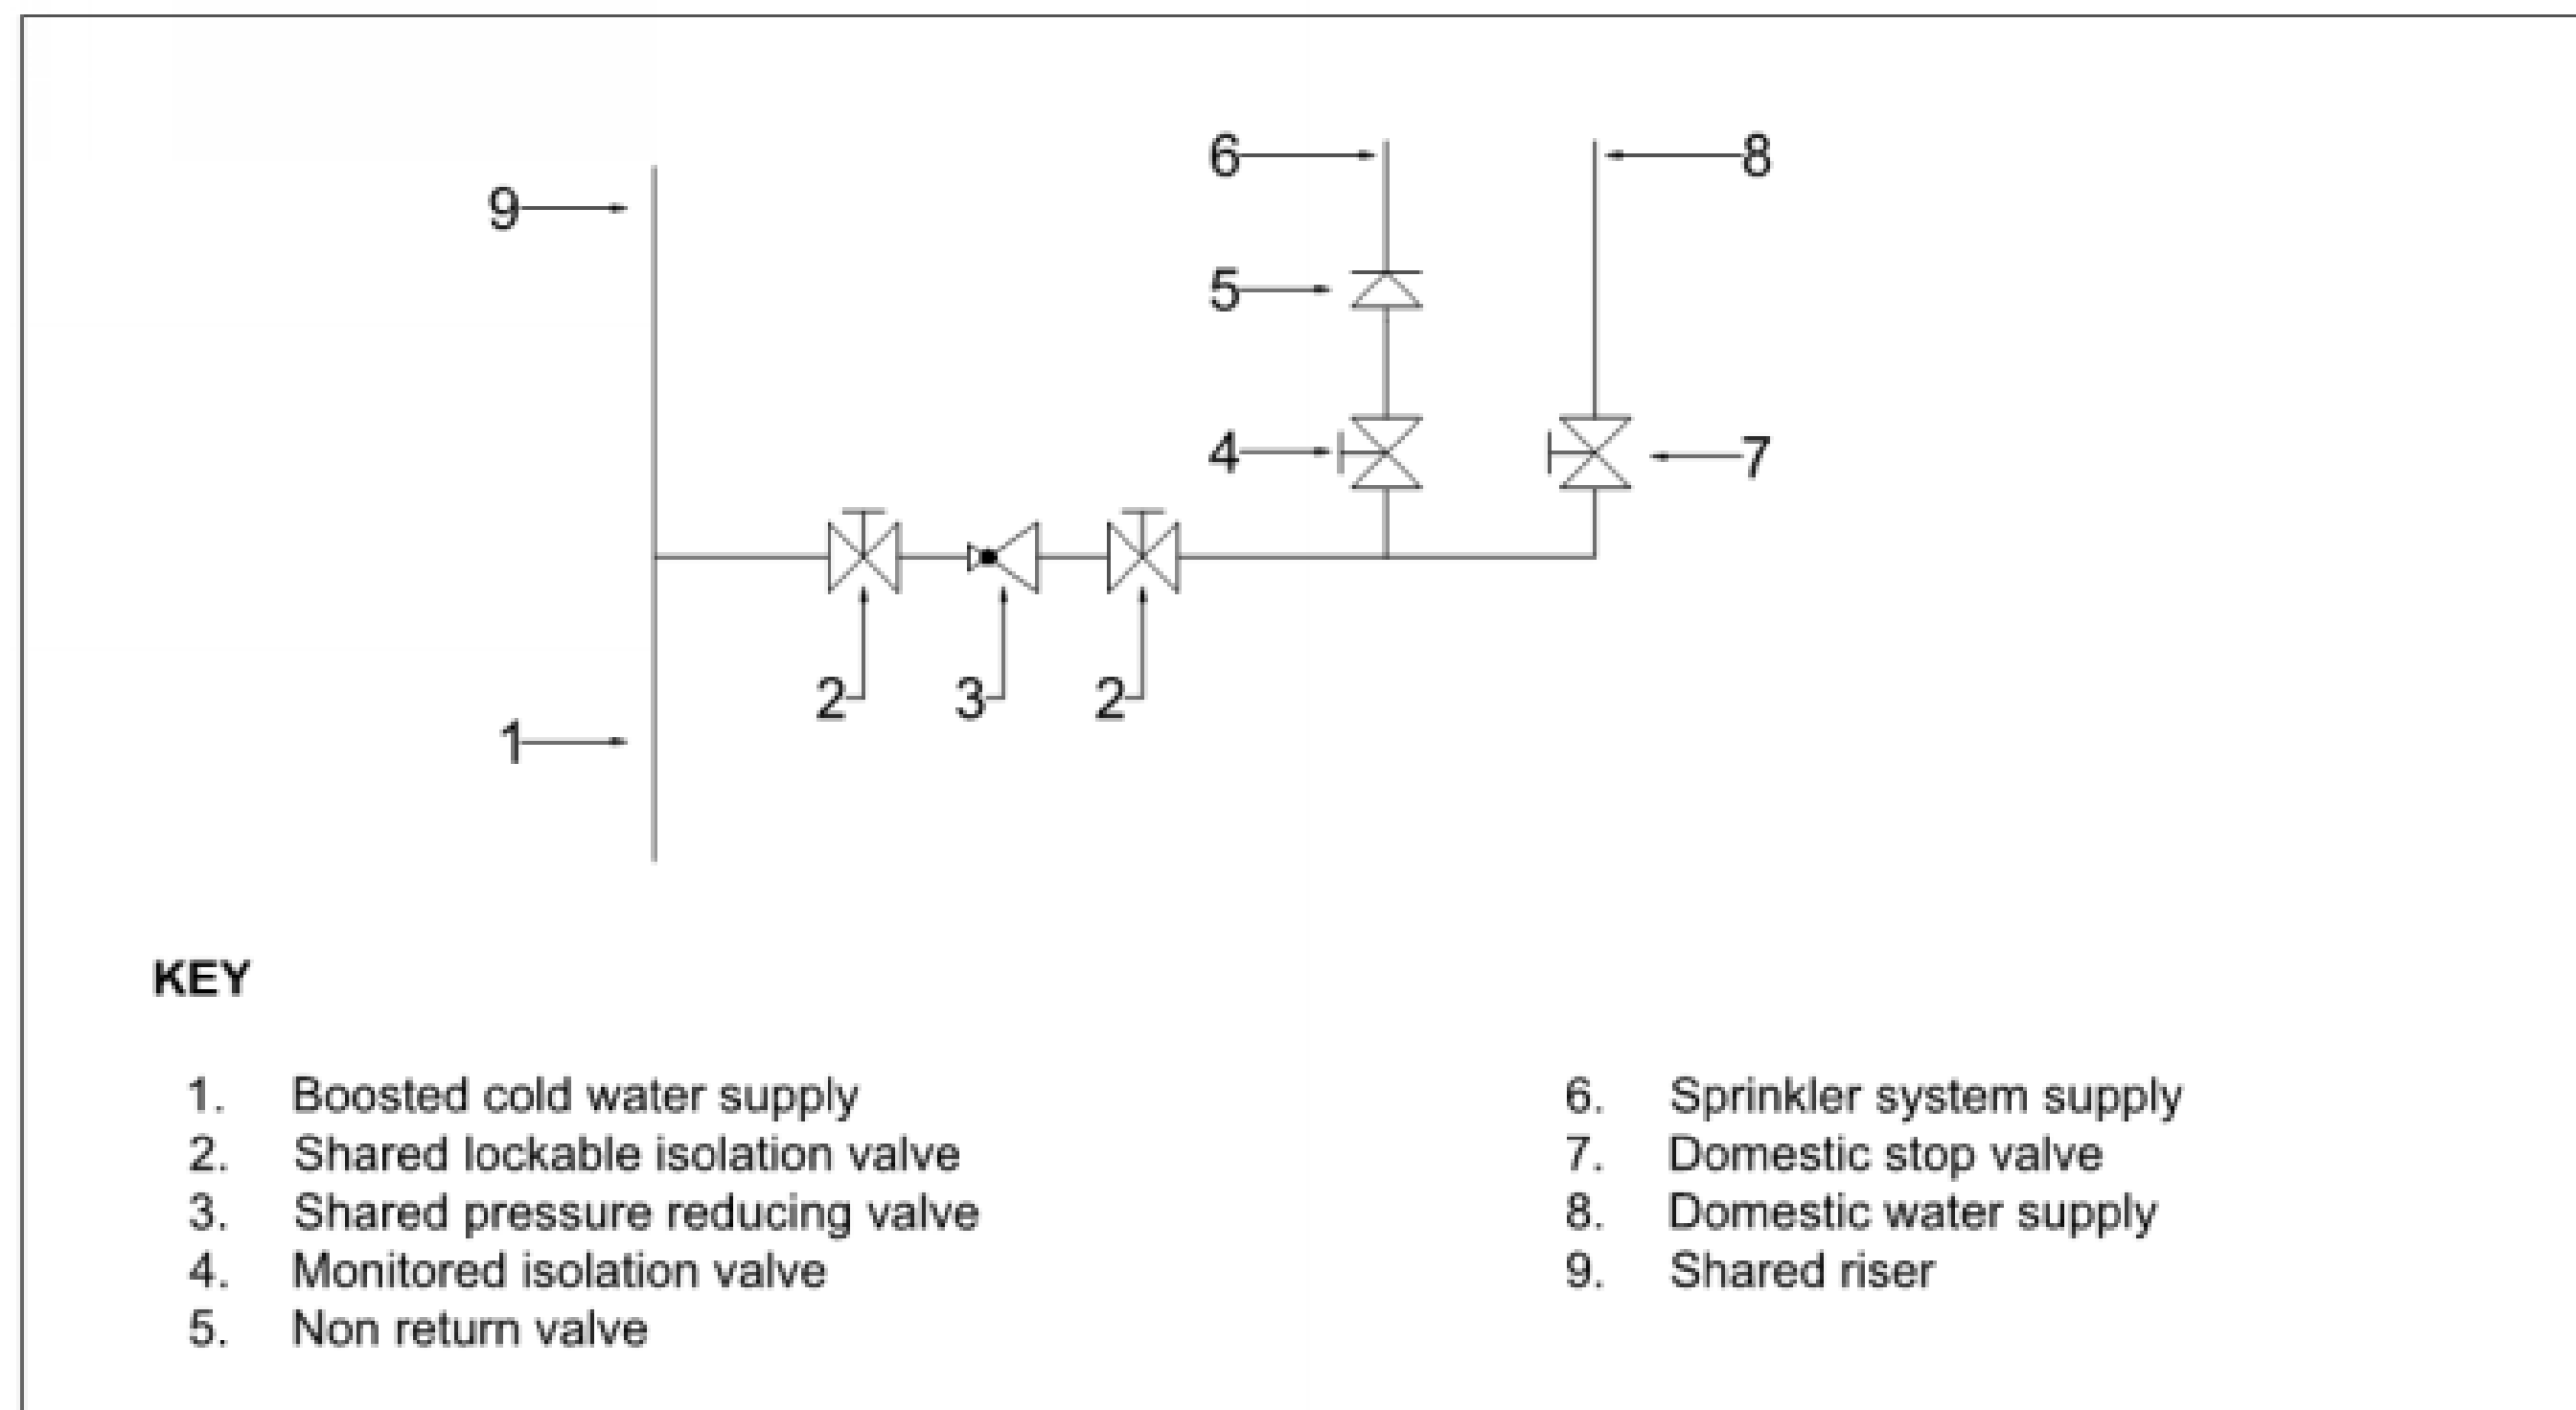 6
8
9
5
4
7
2
3
2
1
KEY
1. Boosted cold water supply
2. Shared lockable isolation valve
3. Shared pressure reducing valve
4. Monitored isolation valve
5. Non return valve
6. Sprinkler system supply
7. Domestic stop valve
8. Domestic water supply
9. Shared riser